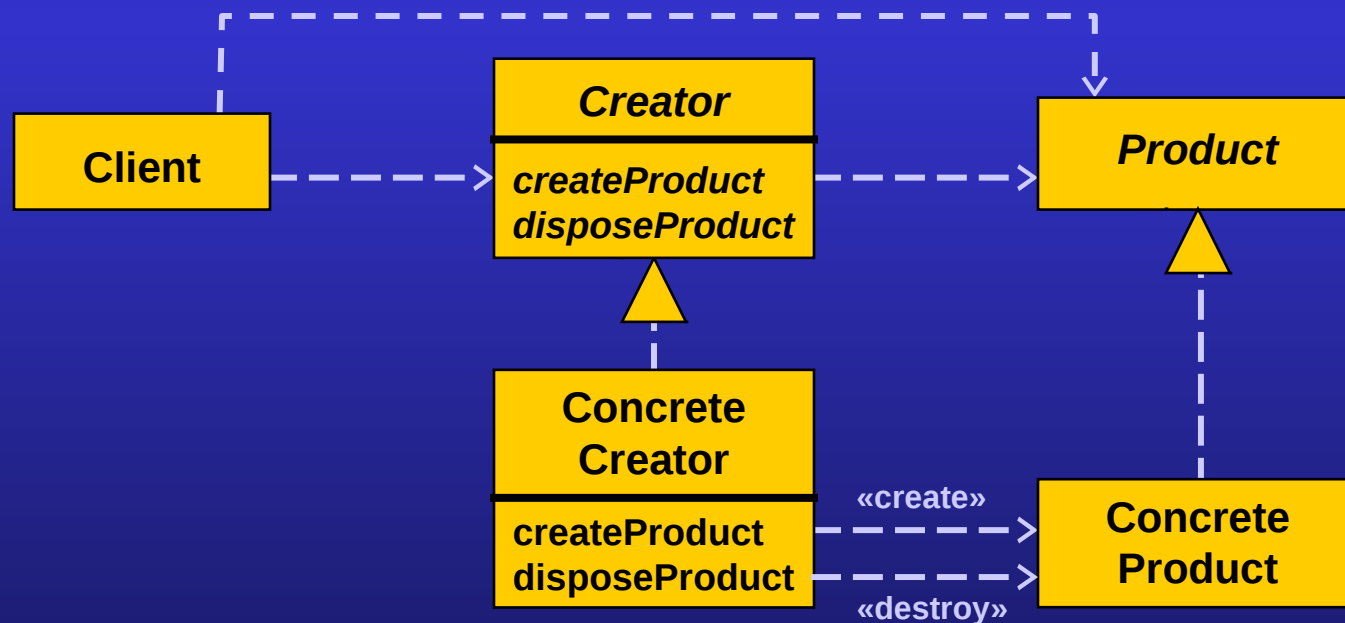 Creator
Client
Product
createProduct
disposeProduct
Concrete
Creator
«create»
createProduct
disposeProduct
«destroy»
Concrete
Product